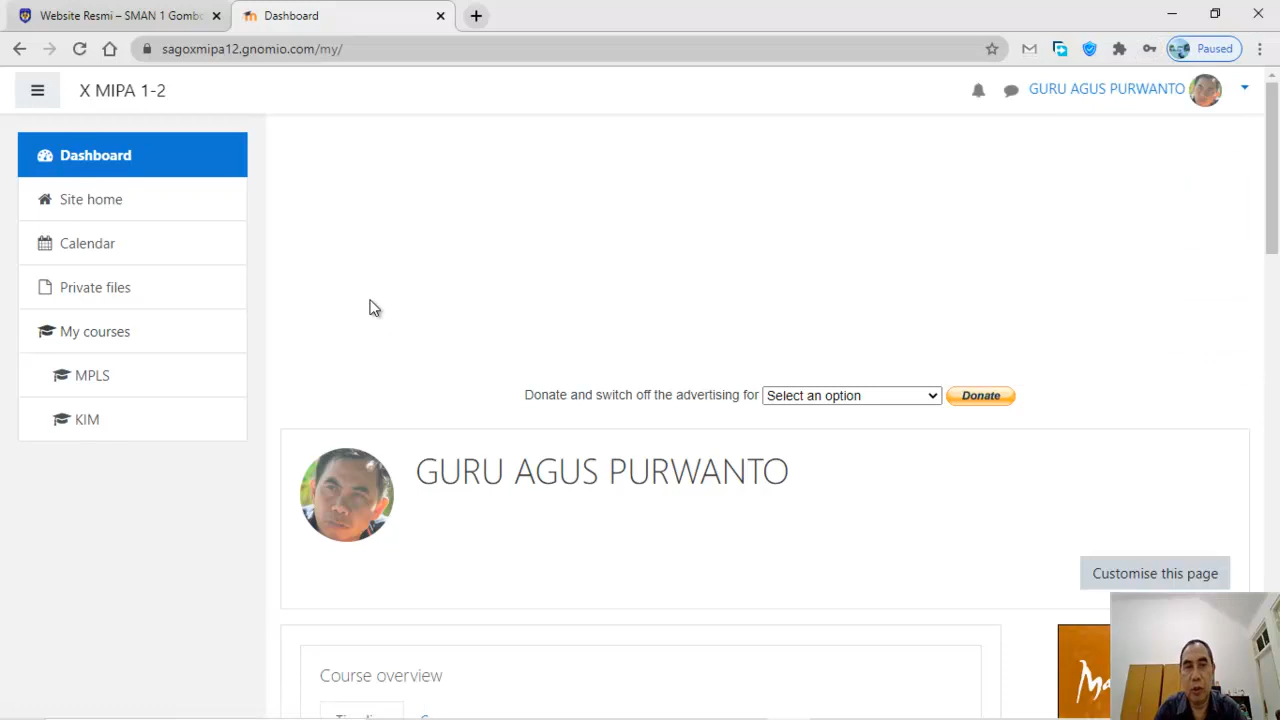 Website Resmi – SMAN 1 Gombo
Dashboard
sagoxmipa12.gnomio.com/my/
Paused
X MIPA 1-2
GURU AGUS PURWANTO
Dashboard
Site home
Calendar
Private files
My courses
MPLS
KIM
Donate and switch off the advertising for Select an option Donate
GURU AGUS PURWANTO
Customise this page
Course overview